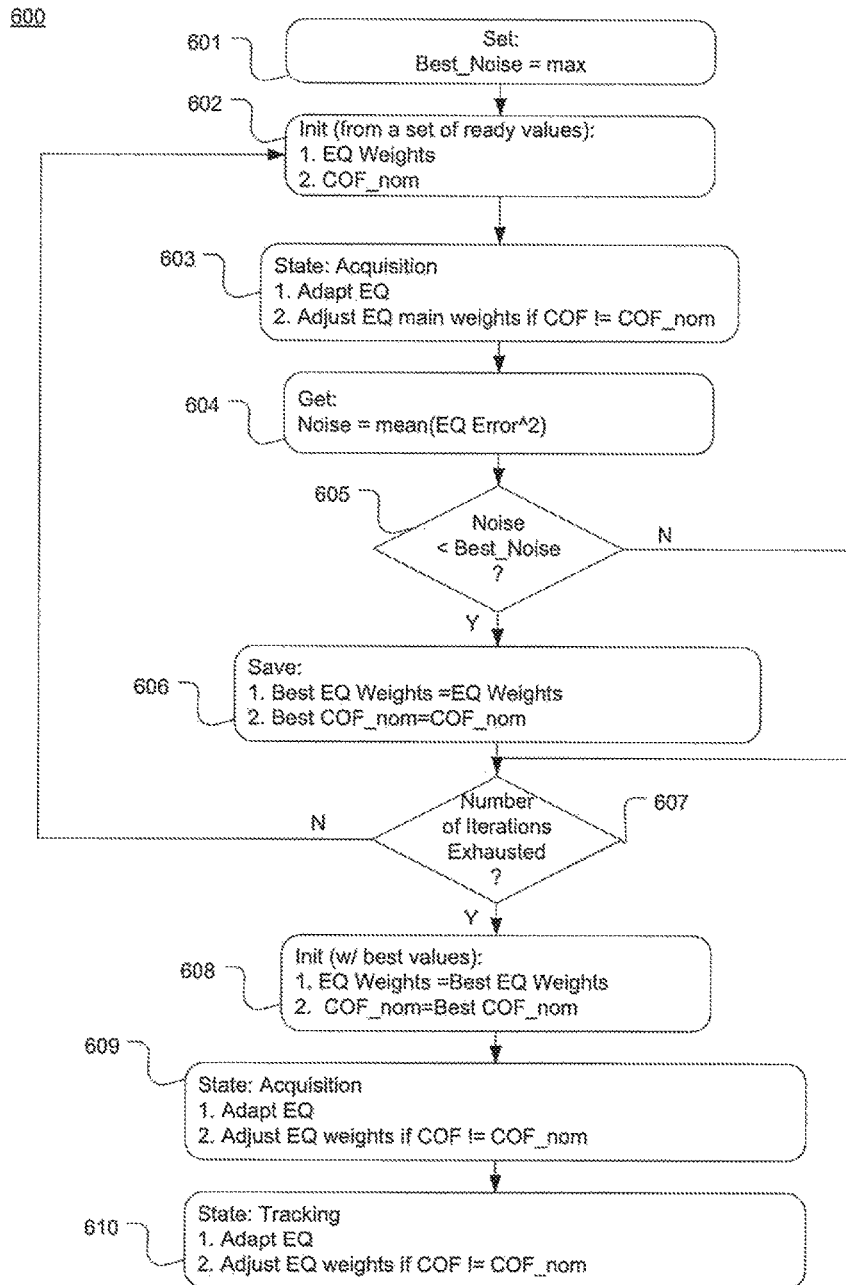 600
601
Set:
Best_Noise = max
602
Init (from a set of ready values):
1. EQ Weights
2. COF_nom
603
State: Acquisition
1. Adapt EQ
2. Adjust EQ main weights if COF != COF_nom
604
Get:
Noise = mean(EQ Error^2)
605
Noise
< Best_Noise
?
N
Y
606
Save:
1. Best EQ Weights =EQ Weights
2. Best COF_nom=COF_nom
607
Number
of Iterations
Exhausted
?
N
Y
608
Init (w/ best values):
1. EQ Weights =Best EQ Weights
2. COF_nom=Best COF_nom
609
State: Acquisition
1. Adapt EQ
2. Adjust EQ weights if COF != COF_nom
610
State: Tracking
1. Adapt EQ
2. Adjust EQ weights if COF != COF_nom